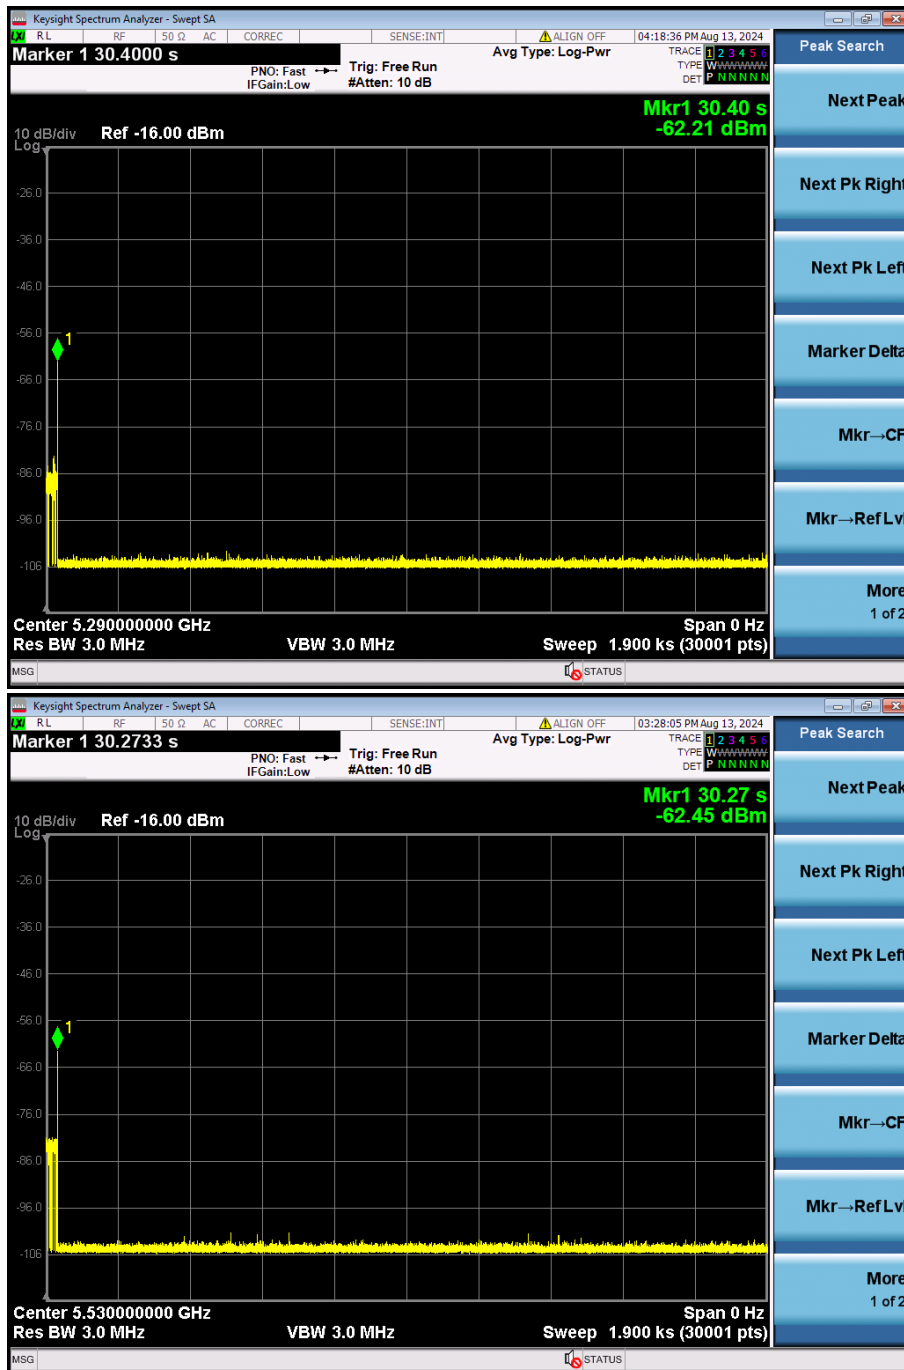 Keysight Spectrum Analyzer - Swept SA
LXI RL RF 50 Ω AC CORREC SENSE:INT ALIGN OFF 04:18:36 PM Aug 13, 2024
Marker 1 30.4000 s
PNO: Fast
IFGain:Low
Trig: Free Run
#Atten: 10 dB
Avg Type: Log-Pwr
TRACE 1 2 3 4 5 6
TYPE WWWWWW
DET P N N N N N
Peak Search
Mkr1 30.40 s
-62.21 dBm
10 dB/div Ref -16.00 dBm
Log
-26.0
-36.0
-46.0
-56.0
1
-66.0
-76.0
-86.0
-96.0
-106
Next Peak
Next Pk Right
Next Pk Left
Marker Delta
Mkr→CF
Mkr→Ref Lvl
More
1 of 2
Center 5.290000000 GHz Span 0 Hz
Res BW 3.0 MHz VBW 3.0 MHz Sweep 1.900 ks (30001 pts)
MSG STATUS
Keysight Spectrum Analyzer - Swept SA
LXI RL RF 50 Ω AC CORREC SENSE:INT ALIGN OFF 03:28:05 PM Aug 13, 2024
Marker 1 30.2733 s
PNO: Fast
IFGain:Low
Trig: Free Run
#Atten: 10 dB
Avg Type: Log-Pwr
TRACE 1 2 3 4 5 6
TYPE WWWWWW
DET P N N N N N
Peak Search
Mkr1 30.27 s
-62.45 dBm
10 dB/div Ref -16.00 dBm
Log
-26.0
-36.0
-46.0
-56.0
1
-66.0
-76.0
-86.0
-96.0
-106
Next Peak
Next Pk Right
Next Pk Left
Marker Delta
Mkr→CF
Mkr→Ref Lvl
More
1 of 2
Center 5.530000000 GHz Span 0 Hz
Res BW 3.0 MHz VBW 3.0 MHz Sweep 1.900 ks (30001 pts)
MSG STATUS